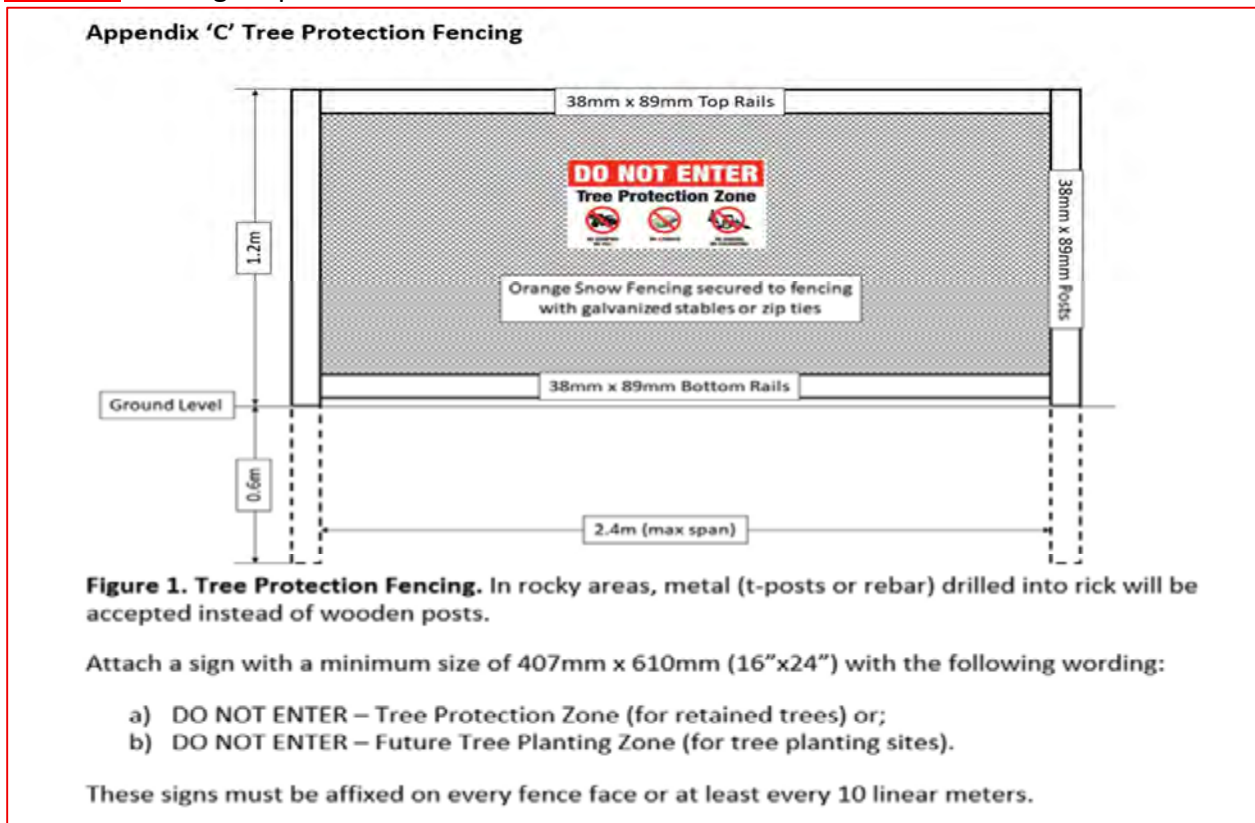 Appendix ‘C’ Tree Protection Fencing
38mm x 89mm Top Rails
DO NOT ENTER
Tree Protection Zone
1.2m
38mm x 89mm Posts
Orange Snow Fencing secured to fencing
with galvanized stables or zip ties
38mm x 89mm Bottom Rails
Ground Level
0.6m
2.4m (max span)
Figure 1. Tree Protection Fencing. In rocky areas, metal (t-posts or rebar) drilled into rick will be
accepted instead of wooden posts.
Attach a sign with a minimum size of 407mm x 610mm (16”x24”) with the following wording:
a) DO NOT ENTER – Tree Protection Zone (for retained trees) or;
b) DO NOT ENTER – Future Tree Planting Zone (for tree planting sites).
These signs must be affixed on every fence face or at least every 10 linear meters.